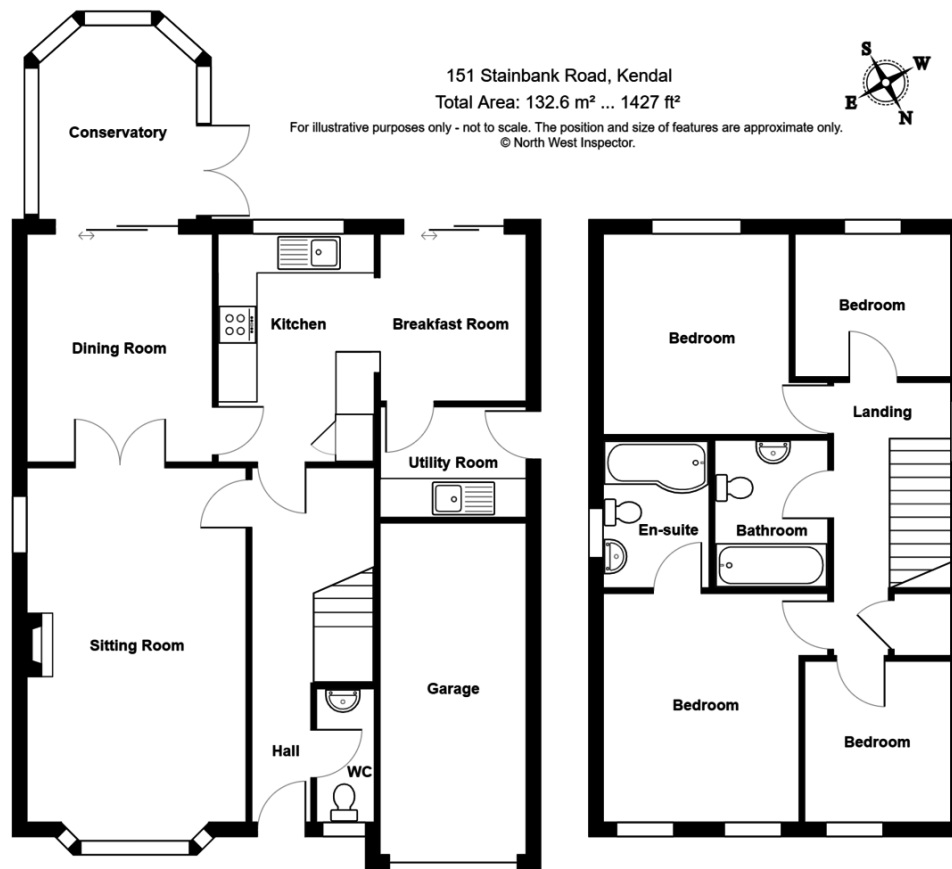 151 Stainbank Road, Kendal
Total Area: 132.6 m² ... 1427 ft²
For illustrative purposes only - not to scale. The position and size of features are approximate only.
© North West Inspector.
S
W
E
N
Conservatory
Dining Room
Kitchen
Breakfast Room
Utility Room
Sitting Room
Garage
Hall
WC
Bedroom
Bedroom
Landing
En-suite
Bathroom
Bedroom
Bedroom